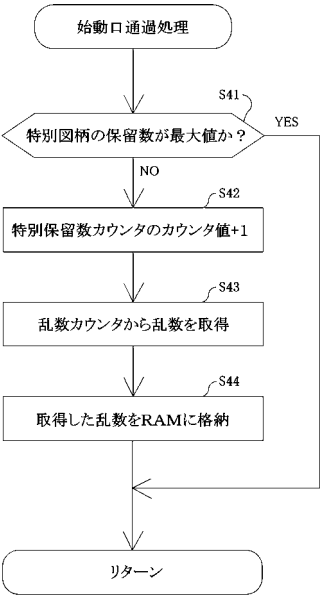 始動口通過処理
S41
特別図柄の保留数が最大値か?
YES
NO
S42
特別保留数カウンタのカウンタ値+1
S43
乱数カウンタから乱数を取得
S44
取得した乱数をRAMに格納
リターン